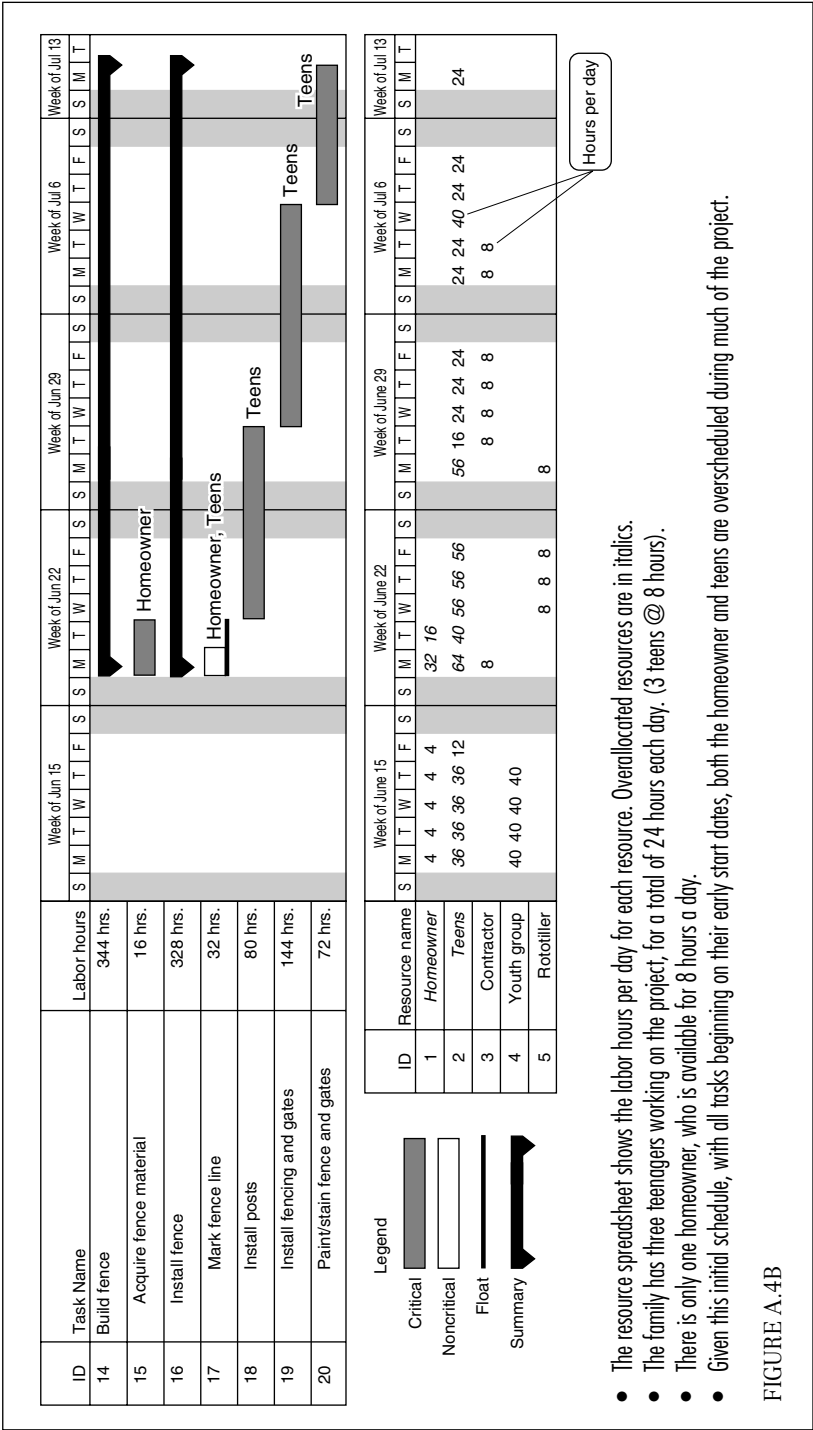 ID Task Name Labor hours Week of Jun 15 Week of Jun 22 Week of Jun 29 Week of Jul 6 Week of Jul 13
S M T W T F S S M T W T F S S M T W T F S S M T W T F S S M T
14 Build fence 344 hrs.
15 Acquire fence material 16 hrs. Homeowner
16 Install fence 328 hrs.
17 Mark fence line 32 hrs. Homeowner, Teens
18 Install posts 80 hrs. Teens
19 Install fencing and gates 144 hrs. Teens
20 Paint/stain fence and gates 72 hrs. Teens
Legend
Critical
Noncritical
Float
Summary
ID Resource name Week of June 15 Week of June 22 Week of June 29 Week of Jul 6 Week of Jul 13
S M T W T F S S M T W T F S S M T W T F S S M T W T F S S M T
1 Homeowner 4 4 4 4 4 32 16
2 Teens 36 36 36 36 12 64 40 56 56 56 56 16 24 24 24 24 24 40 24 24 24
3 Contractor 8 8 8 8 8 8 8
4 Youth group 40 40 40 40
5 Rototiller 8 8 8 8
Hours per day
• The resource spreadsheet shows the labor hours per day for each resource. Overallocated resources are in italics.
• The family has three teenagers working on the project, for a total of 24 hours each day. (3 teens @ 8 hours).
• There is only one homeowner, who is available for 8 hours a day.
• Given this initial schedule, with all tasks beginning on their early start dates, both the homeowner and teens are overscheduled during much of the project.
FIGURE A.4B